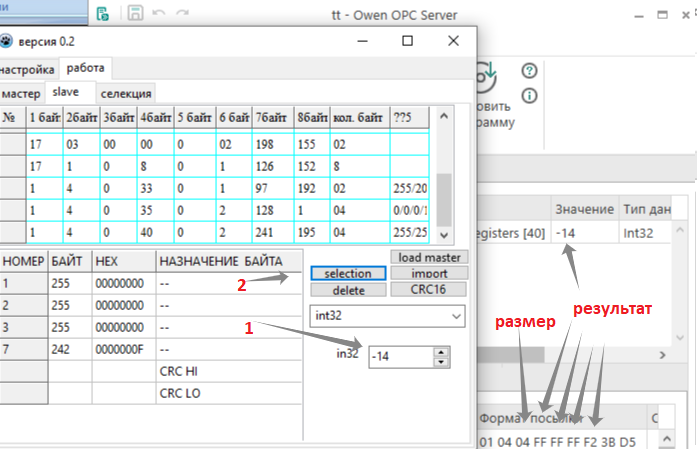 ли
tt - Owen OPC Server
версия 0.2
настройка работа
мастер slave селекция
овить
рамму
№ 1 байт 2байт 3байт 4байт 5 байт 6 байт 7байт 8байт кол. байт ??5
17 03 00 00 0 02 198 155 02
17 1 0 8 0 1 126 152 8
1 4 0 33 0 1 97 192 02 255/20
1 4 0 35 0 2 128 1 04 0/0/0/1
1 4 0 40 0 2 241 195 04 255/25
Значение Тип дан
egisters [40] -14 Int32
НОМЕР БАЙТ HEX НАЗНАЧЕНИЕ БАЙТА
1 255 00000000 --
2 255 00000000 --
3 255 00000000 --
7 242 0000000F --
CRC HI
CRC LO
2
1
load master
selection import
delete CRC16
int32
in32 -14
размер результат
Формат посылки С
01 04 04 FF FF FF F2 3B D5